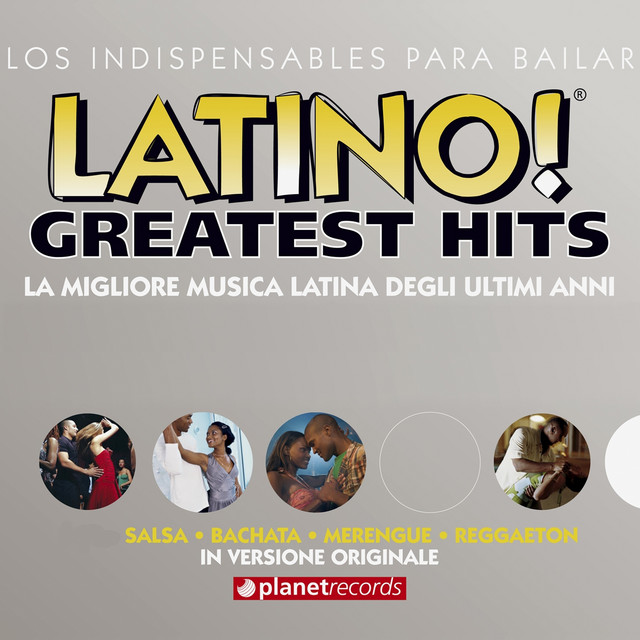 LOS INDISPENSABLES PARA BAILAR
LATINO!®
GREATEST HITS
LA MIGLIORE MUSICA LATINA DEGLI ULTIMI ANNI
SALSA • BACHATA • MERENGUE • REGGAETON
IN VERSIONE ORIGINALE
planetrecords